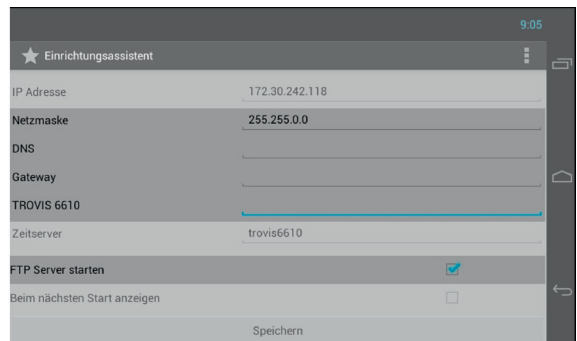 9:05
Einrichtungsassistent
IP Adresse 172.30.242.118
Netzmaske 255.255.0.0
DNS
Gateway
TROVIS 6610
Zeitserver trovis6610
FTP Server starten
Beim nächsten Start anzeigen
Speichern